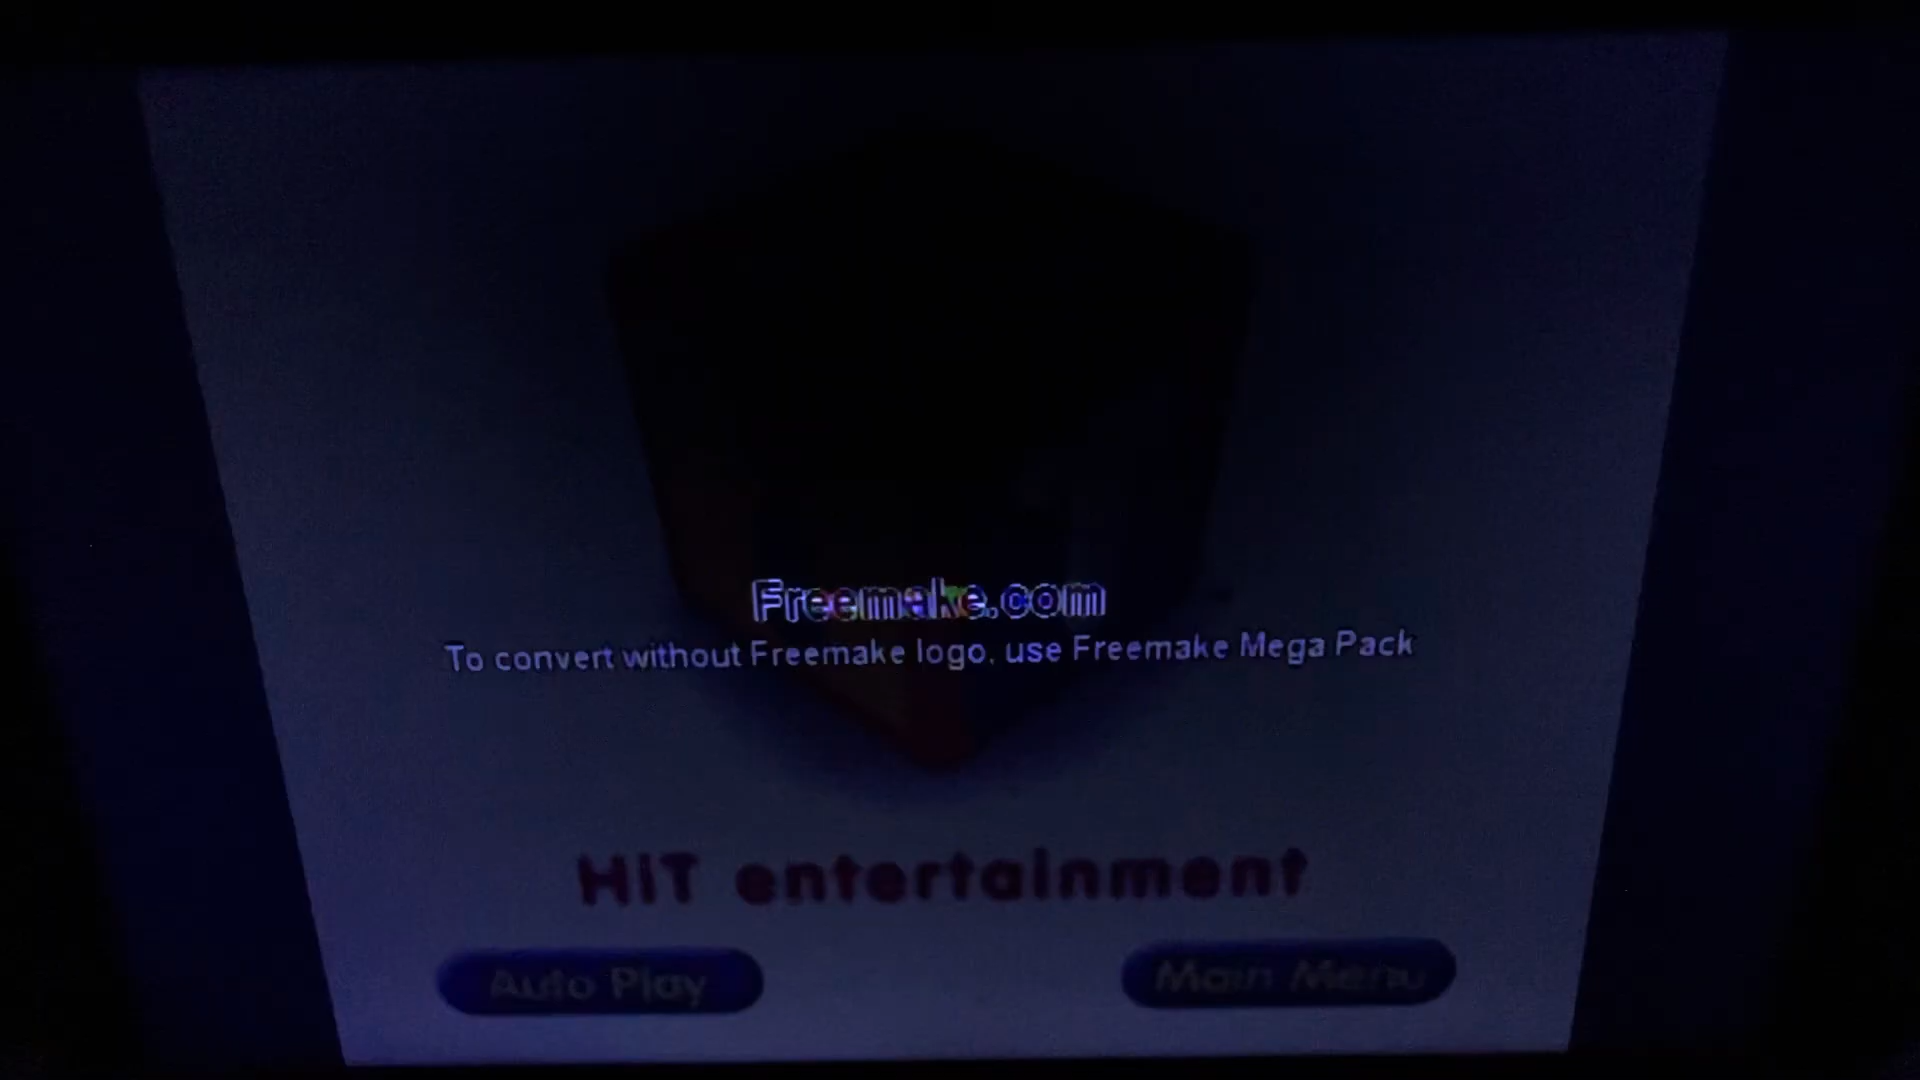 Freemake.com
To convert without Freemake logo, use Freemake Mega Pack
HIT entertainment
Auto Play
Main Menu